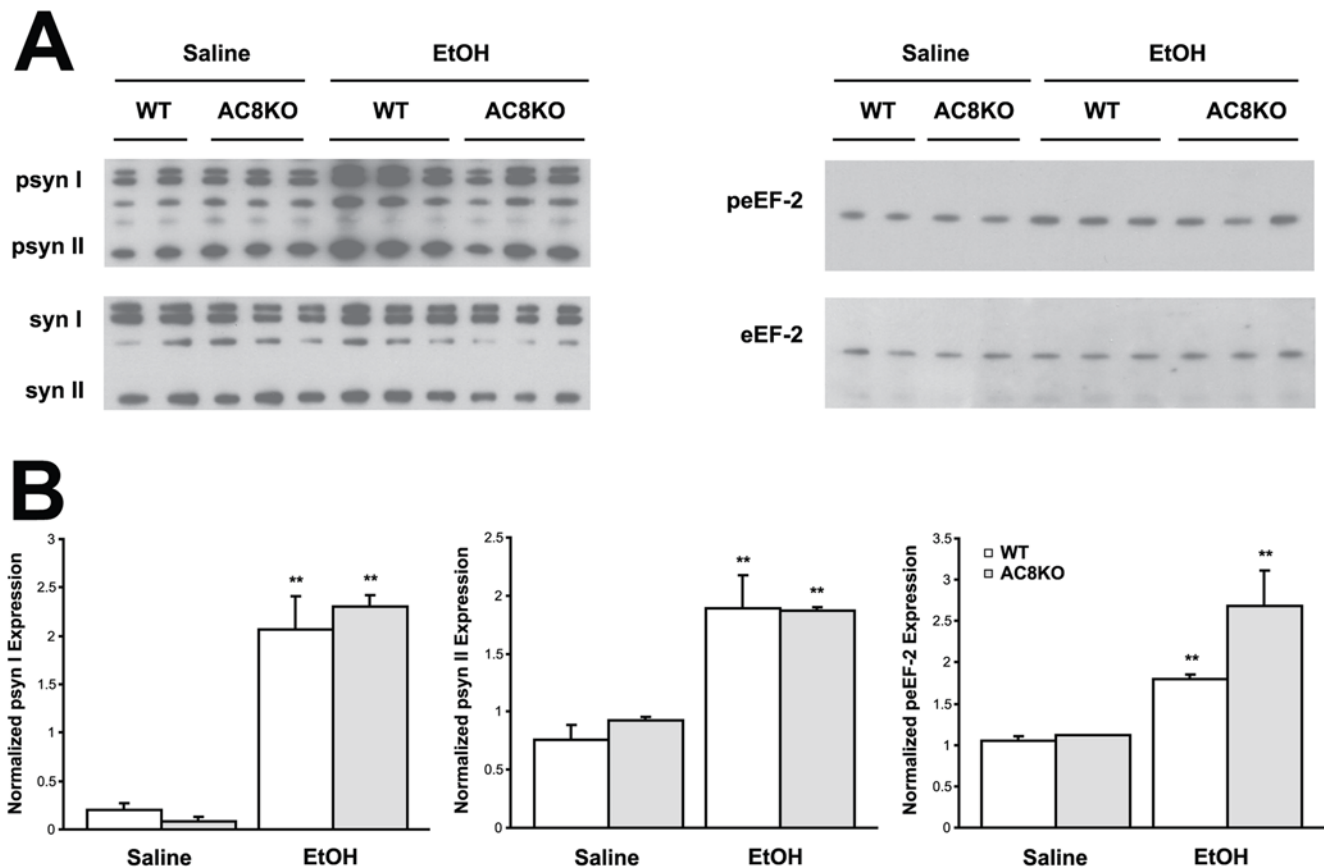 A
Saline EtOH
WT AC8KO WT AC8KO
psyn I
psyn II
syn I
syn II
Saline EtOH
WT AC8KO WT AC8KO
peEF-2
eEF-2
B
Normalized psyn I Expression
3
2.5
2
1.5
1
0.5
0
** **
Saline EtOH
Normalized psyn II Expression
2.5
2
1.5
1
0.5
0
** **
Saline EtOH
Normalized peEF-2 Expression
3.5
3
2.5
2
1.5
1
0.5
0
WT
AC8KO
** **
Saline EtOH